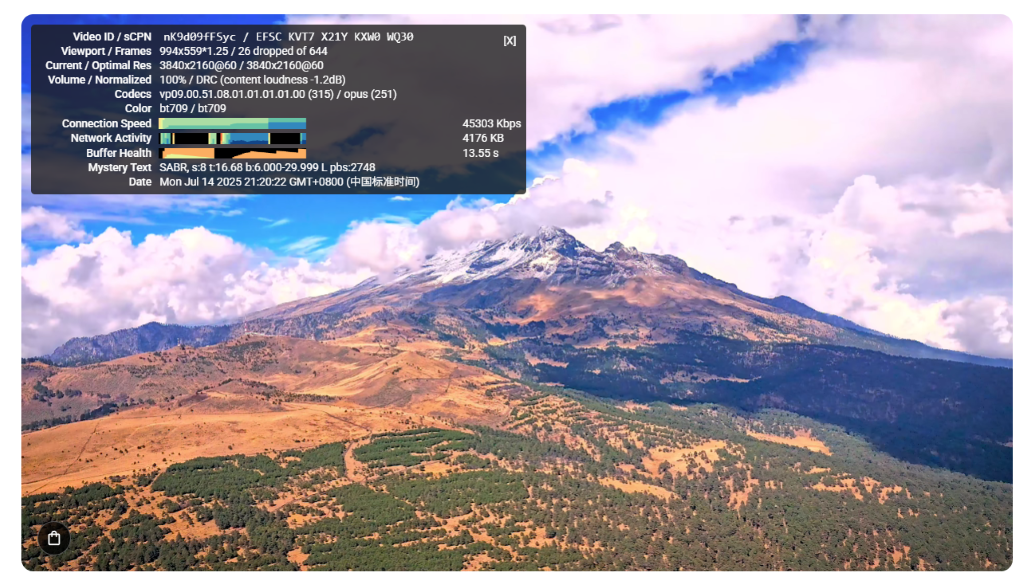 Video ID / sCPN nK9d09fFSyc / EFSC KVT7 X21Y KXW0 WQ30
[X]
Viewport / Frames 994x559*1.25 / 26 dropped of 644
Current / Optimal Res 3840x2160@60 / 3840x2160@60
Volume / Normalized 100% / DRC (content loudness -1.2dB)
Codecs vp09.00.51.08.01.01.01.01.00 (315) / opus (251)
Color bt709 / bt709
Connection Speed 45303 Kbps
Network Activity 4176 KB
Buffer Health 13.55 s
Mystery Text SABR, s:8 t:16.68 b:6.000-29.999 L pbs:2748
Date Mon Jul 14 2025 21:20:22 GMT+0800 (中国标准时间)